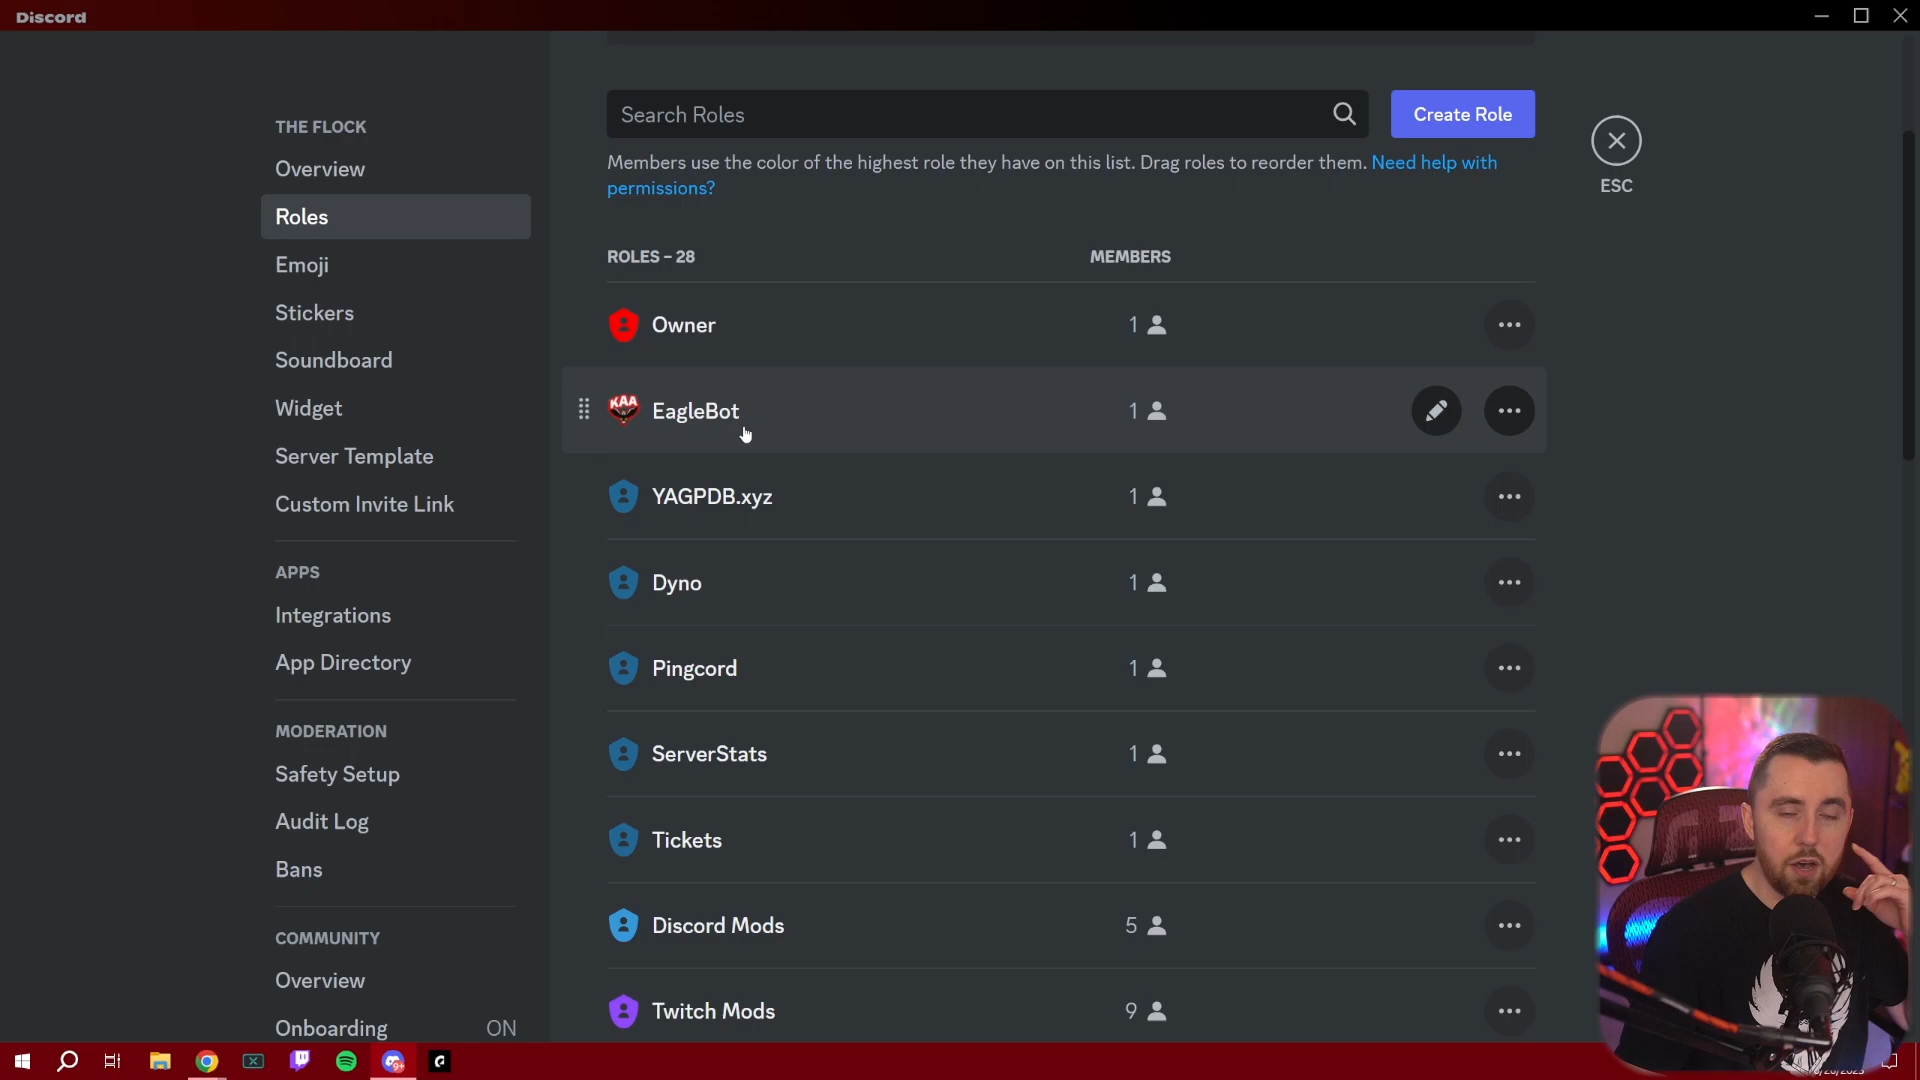 Discord
THE FLOCK
Overview
Roles
Emoji
Stickers
Soundboard
Widget
Server Template
Custom Invite Link
APPS
Integrations
App Directory
MODERATION
Safety Setup
Audit Log
Bans
COMMUNITY
Overview
Onboarding ON
Search Roles
Create Role
Members use the color of the highest role they have on this list. Drag roles to reorder them. Need help with
permissions?
ESC
ROLES – 28 MEMBERS
Owner 1
KAA EagleBot 1
YAGPDB.xyz 1
Dyno 1
Pingcord 1
ServerStats 1
Tickets 1
Discord Mods 5
Twitch Mods 9
9+